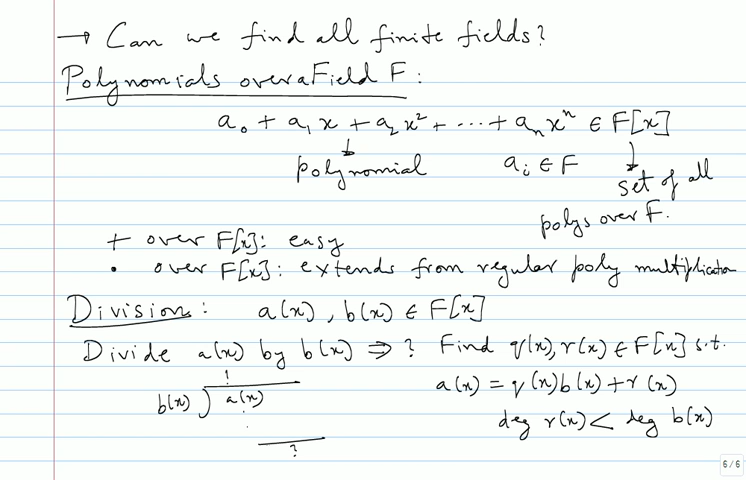 → Can we find all finite fields?
Polynomials over a Field F :
a₀ + a₁x + a₂x² + ⋯ + aₙxⁿ ∈ F[x]
↓ polynomial aᵢ ∈ F ↓ set of all
polys over F.
+ over F[x]: easy
• over F[x]: extends from regular poly multiplication
Division: a(x), b(x) ∈ F[x]
Divide a(x) by b(x) ⇒ ? Find q(x), r(x) ∈ F[x] s.t.
?
b(x) ) a(x) a(x) = q(x)b(x) + r(x)
⋮ deg r(x) < deg b(x)
?
6/6